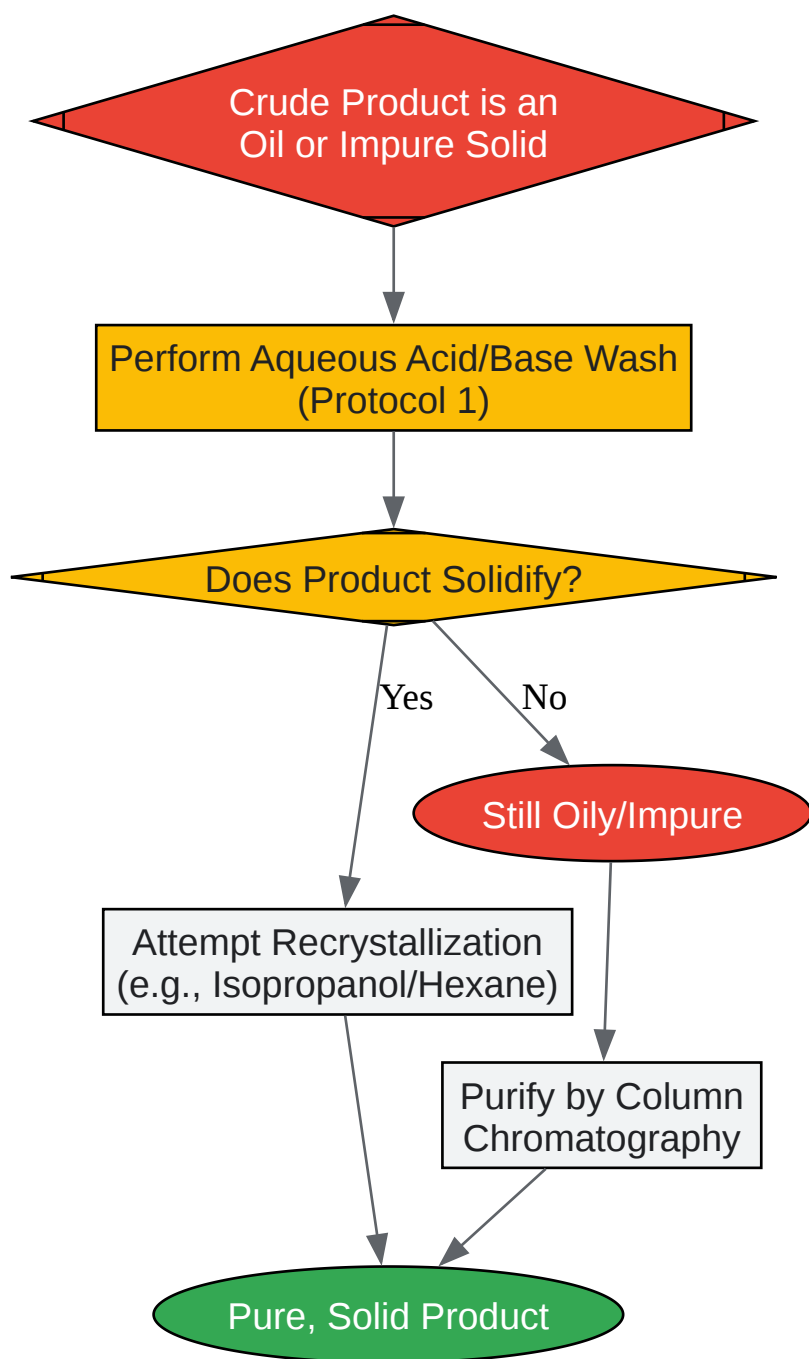 Crude Product is an
Oil or Impure Solid
Perform Aqueous Acid/Base Wash
(Protocol 1)
Does Product Solidify?
Yes
No
Still Oily/Impure
Attempt Recrystallization
(e.g., Isopropanol/Hexane)
Purify by Column
Chromatography
Pure, Solid Product